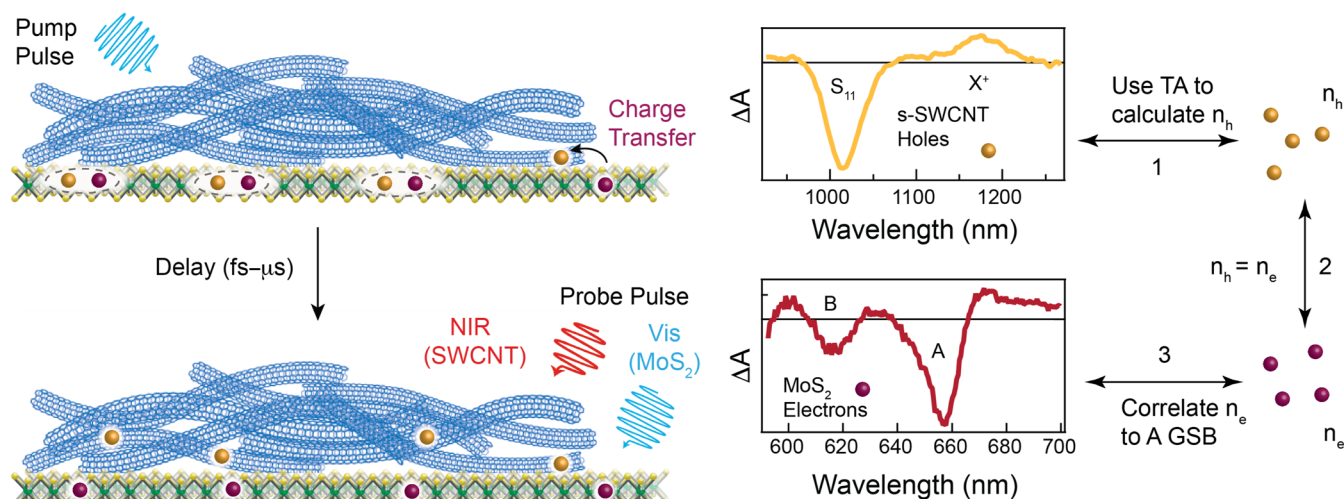 Pump
Pulse
Charge
Transfer
Delay (fs–μs)
Probe Pulse
NIR
(SWCNT)
Vis
(MoS₂)
ΔA
S₁₁
X⁺
s-SWCNT
Holes
1000
1100
1200
Wavelength (nm)
Use TA to
calculate nₕ
1
nₕ
nₕ = nₑ
2
ΔA
B
A
MoS₂
Electrons
600
620
640
660
680
700
Wavelength (nm)
3
Correlate nₑ
to A GSB
nₑ